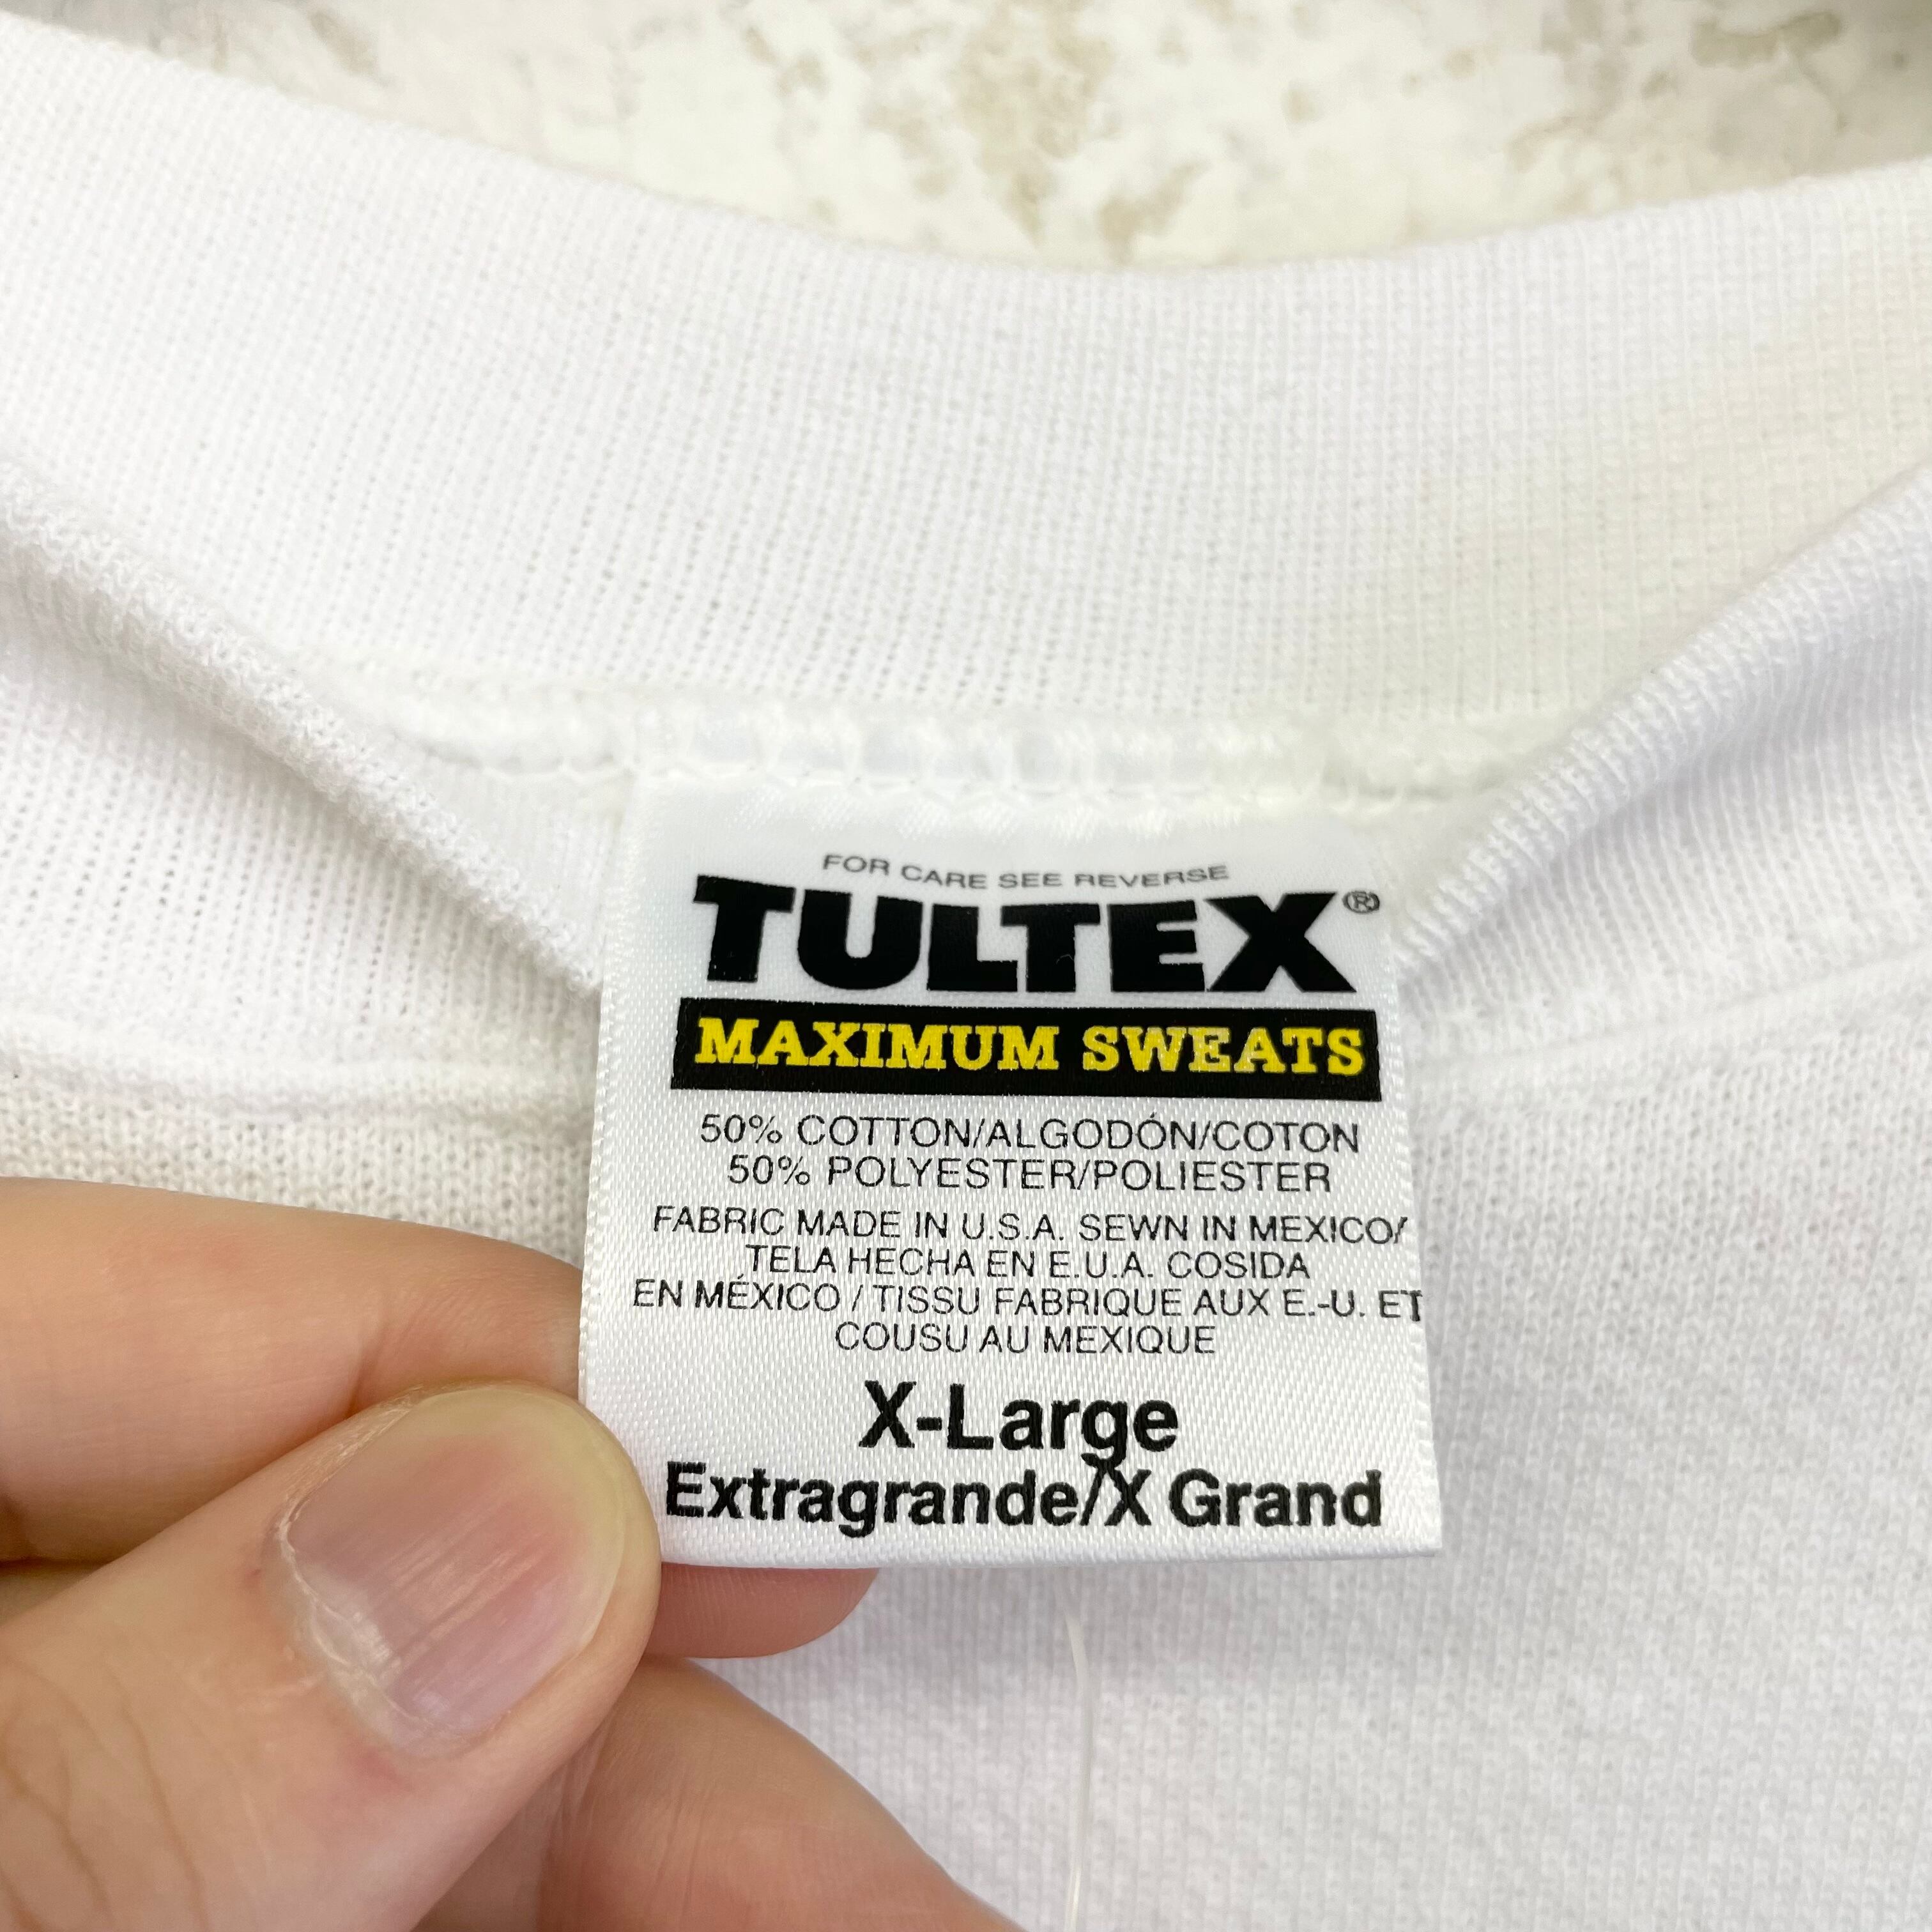 FOR CARE SEE REVERSE
TULTEX®
MAXIMUM SWEATS
50% COTTON/ALGODÓN/COTON
50% POLYESTER/POLIESTER
FABRIC MADE IN U.S.A. SEWN IN MEXICO/
TELA HECHA EN E.U.A. COSIDA
EN MÉXICO / TISSU FABRIQUE AUX E.-U. ET
COUSU AU MEXIQUE
X-Large
Extragrande/X Grand